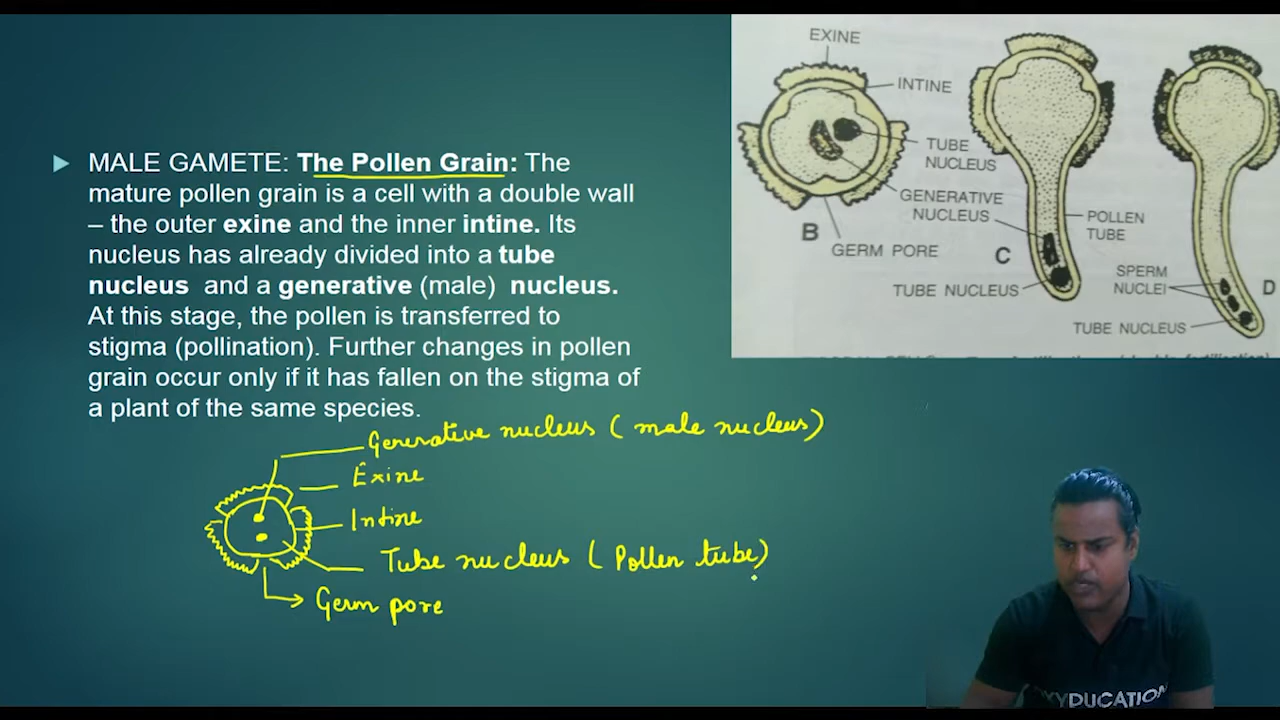 MALE GAMETE: The Pollen Grain: The
mature pollen grain is a cell with a double wall
– the outer exine and the inner intine. Its
nucleus has already divided into a tube
nucleus and a generative (male) nucleus.
At this stage, the pollen is transferred to
stigma (pollination). Further changes in pollen
grain occur only if it has fallen on the stigma of
a plant of the same species.
EXINE
INTINE
TUBE
NUCLEUS
GENERATIVE
NUCLEUS
B
GERM PORE
C
POLLEN
TUBE
TUBE NUCLEUS
SPERM
NUCLEI
D
TUBE NUCLEUS
Generative nucleus (male nucleus)
Exine
Intine
Tube nucleus (Pollen tube)
Germ pore
XYDUCATION